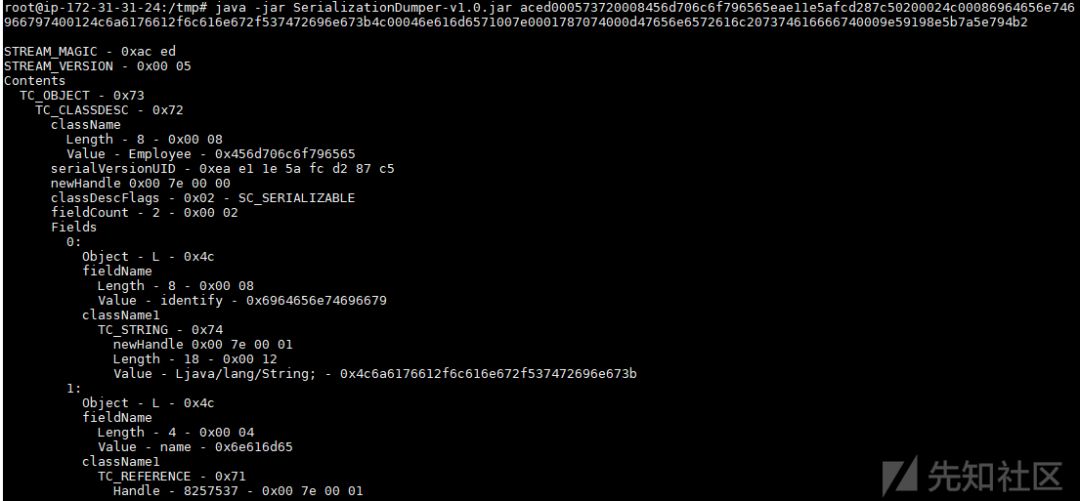 root@ip-172-31-31-24:/tmp# java -jar SerializationDumper-v1.0.jar aced000573720008456d706c6f796565eae11e5afcd287c50200024c00086964656e746
966797400124c6a6176612f6c616e672f537472696e673b4c00046e616d6571007e0001787074000d47656e6572616c207374616666740009e59198e5b7a5e794b2
STREAM_MAGIC - 0xac ed
STREAM_VERSION - 0x00 05
Contents
TC_OBJECT - 0x73
TC_CLASSDESC - 0x72
className
Length - 8 - 0x00 08
Value - Employee - 0x456d706c6f796565
serialVersionUID - 0xea e1 1e 5a fc d2 87 c5
newHandle 0x00 7e 00 00
classDescFlags - 0x02 - SC_SERIALIZABLE
fieldCount - 2 - 0x00 02
Fields
0:
Object - L - 0x4c
fieldName
Length - 8 - 0x00 08
Value - identify - 0x6964656e74696679
className1
TC_STRING - 0x74
newHandle 0x00 7e 00 01
Length - 18 - 0x00 12
Value - Ljava/lang/String; - 0x4c6a6176612f6c616e672f537472696e673b
1:
Object - L - 0x4c
fieldName
Length - 4 - 0x00 04
Value - name - 0x6e616d65
className1
TC_REFERENCE - 0x71
Handle - 8257537 - 0x00 7e 00 01
先知社区